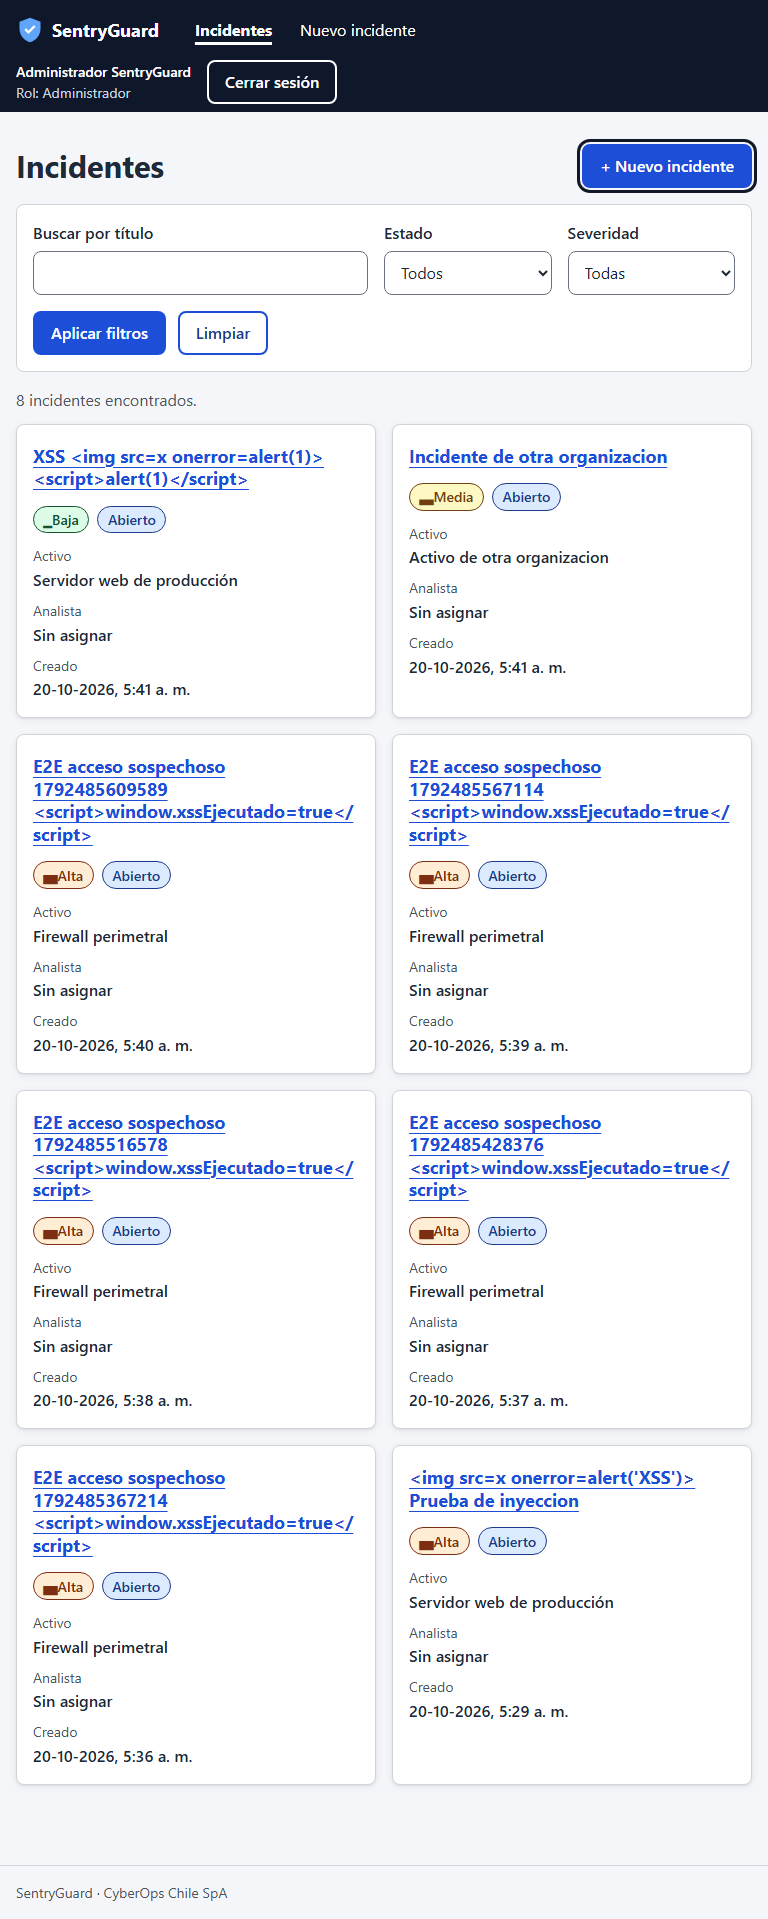 SentryGuard
Incidentes
Nuevo incidente
Administrador SentryGuard
Rol: Administrador
Cerrar sesión
Incidentes
+ Nuevo incidente
Buscar por título
Estado
Severidad
Todos
Todas
Aplicar filtros
Limpiar
8 incidentes encontrados.
XSS <img src=x onerror=alert(1)>
<script>alert(1)</script>
Baja
Abierto
Activo
Servidor web de producción
Analista
Sin asignar
Creado
20-10-2026, 5:41 a. m.
Incidente de otra organizacion
Media
Abierto
Activo
Activo de otra organizacion
Analista
Sin asignar
Creado
20-10-2026, 5:41 a. m.
E2E acceso sospechoso
1792485609589
<script>window.xssEjecutado=true</
script>
Alta
Abierto
Activo
Firewall perimetral
Analista
Sin asignar
Creado
20-10-2026, 5:40 a. m.
E2E acceso sospechoso
1792485567114
<script>window.xssEjecutado=true</
script>
Alta
Abierto
Activo
Firewall perimetral
Analista
Sin asignar
Creado
20-10-2026, 5:39 a. m.
E2E acceso sospechoso
1792485516578
<script>window.xssEjecutado=true</
script>
Alta
Abierto
Activo
Firewall perimetral
Analista
Sin asignar
Creado
20-10-2026, 5:38 a. m.
E2E acceso sospechoso
1792485428376
<script>window.xssEjecutado=true</
script>
Alta
Abierto
Activo
Firewall perimetral
Analista
Sin asignar
Creado
20-10-2026, 5:37 a. m.
E2E acceso sospechoso
1792485367214
<script>window.xssEjecutado=true</
script>
Alta
Abierto
Activo
Firewall perimetral
Analista
Sin asignar
Creado
20-10-2026, 5:36 a. m.
<img src=x onerror=alert('XSS')>
Prueba de inyeccion
Alta
Abierto
Activo
Servidor web de producción
Analista
Sin asignar
Creado
20-10-2026, 5:29 a. m.
SentryGuard · CyberOps Chile SpA